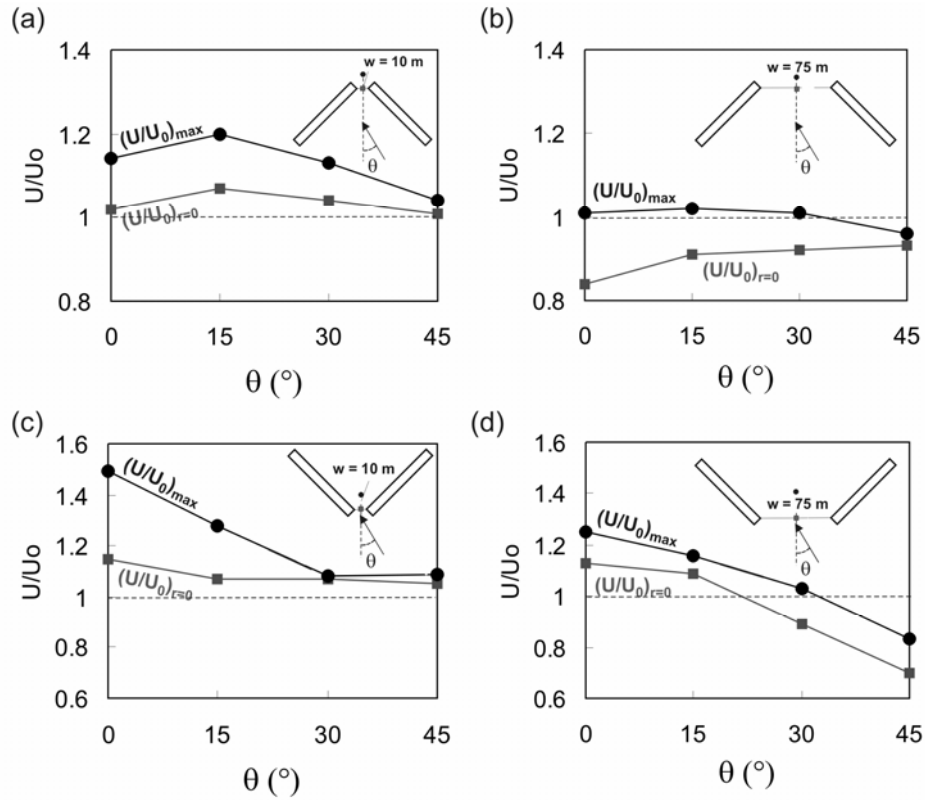 (a)
1.4
1.2
1
0.8
U/Uo
w = 10 m
θ
(U/U₀)max
(U/U₀)r=0
0 15 30 45
θ (°)
(b)
1.4
1.2
1
0.8
U/Uo
w = 75 m
θ
(U/U₀)max
(U/U₀)r=0
0 15 30 45
θ (°)
(c)
1.6
1.4
1.2
1
0.8
0.6
U/Uo
w = 10 m
θ
(U/U₀)max
(U/U₀)r=0
0 15 30 45
θ (°)
(d)
1.6
1.4
1.2
1
0.8
0.6
U/Uo
w = 75 m
θ
(U/U₀)max
(U/U₀)r=0
0 15 30 45
θ (°)